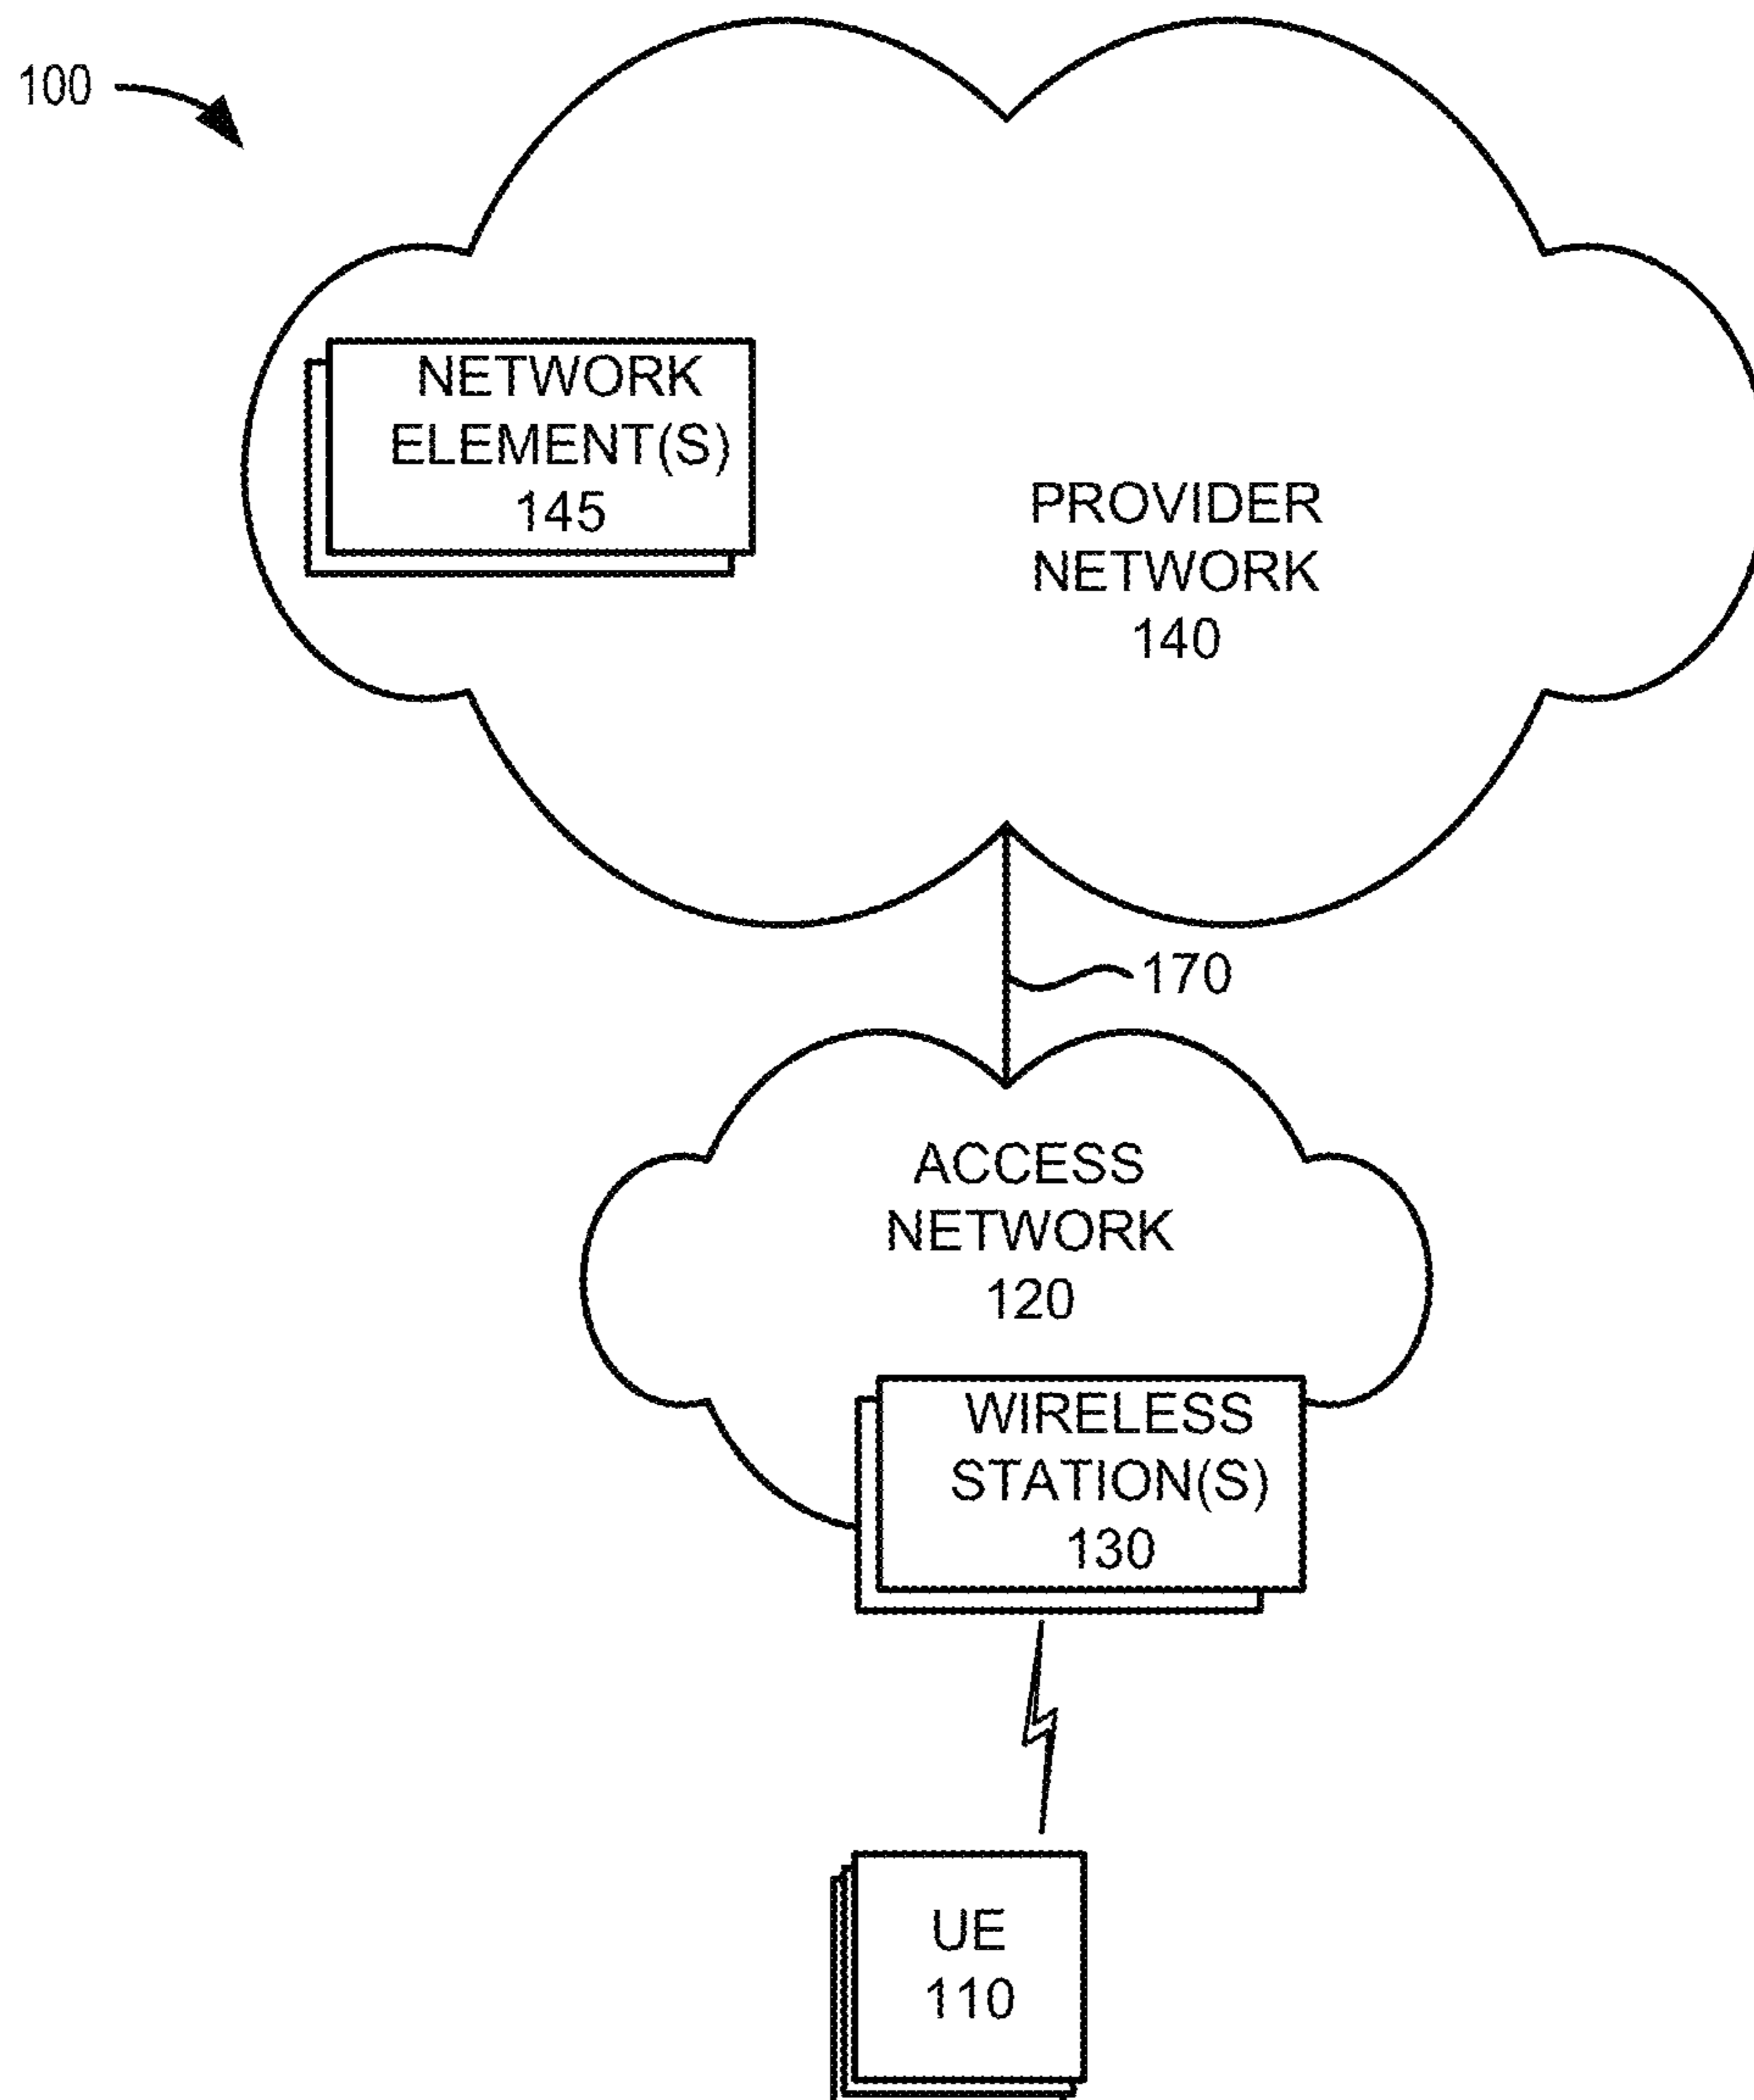 100
NETWORK
ELEMENT(S)
145
PROVIDER
NETWORK
140
170
ACCESS
NETWORK
120
WIRELESS
STATION(S)
130
UE
110